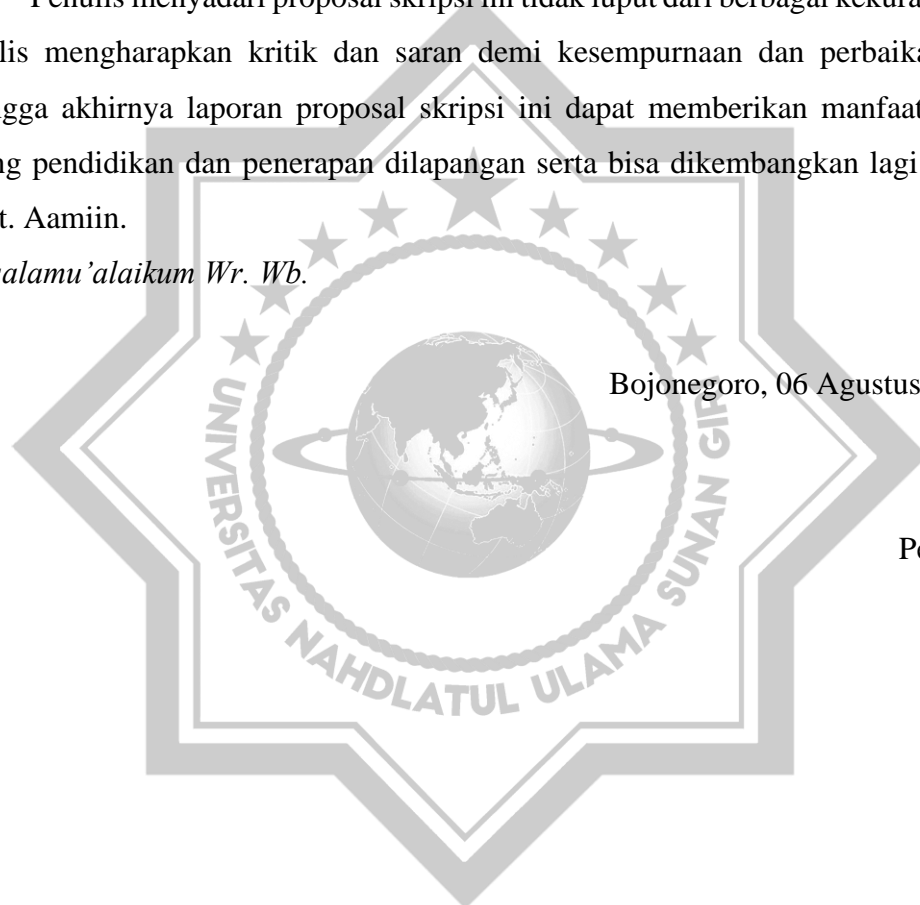 Penulis menyadari proposal skripsi ini tidak luput dari berbagai kekura
lis mengharapkan kritik dan saran demi kesempurnaan dan perbaika
ngga akhirnya laporan proposal skripsi ini dapat memberikan manfaat
ng pendidikan dan penerapan dilapangan serta bisa dikembangkan lagi
t. Aamiin.
alamu’alaikum Wr. Wb.
Bojonegoro, 06 Agustus
Pe
UNIVERSITAS NAHDLATUL ULAMA SUNAN GIRI